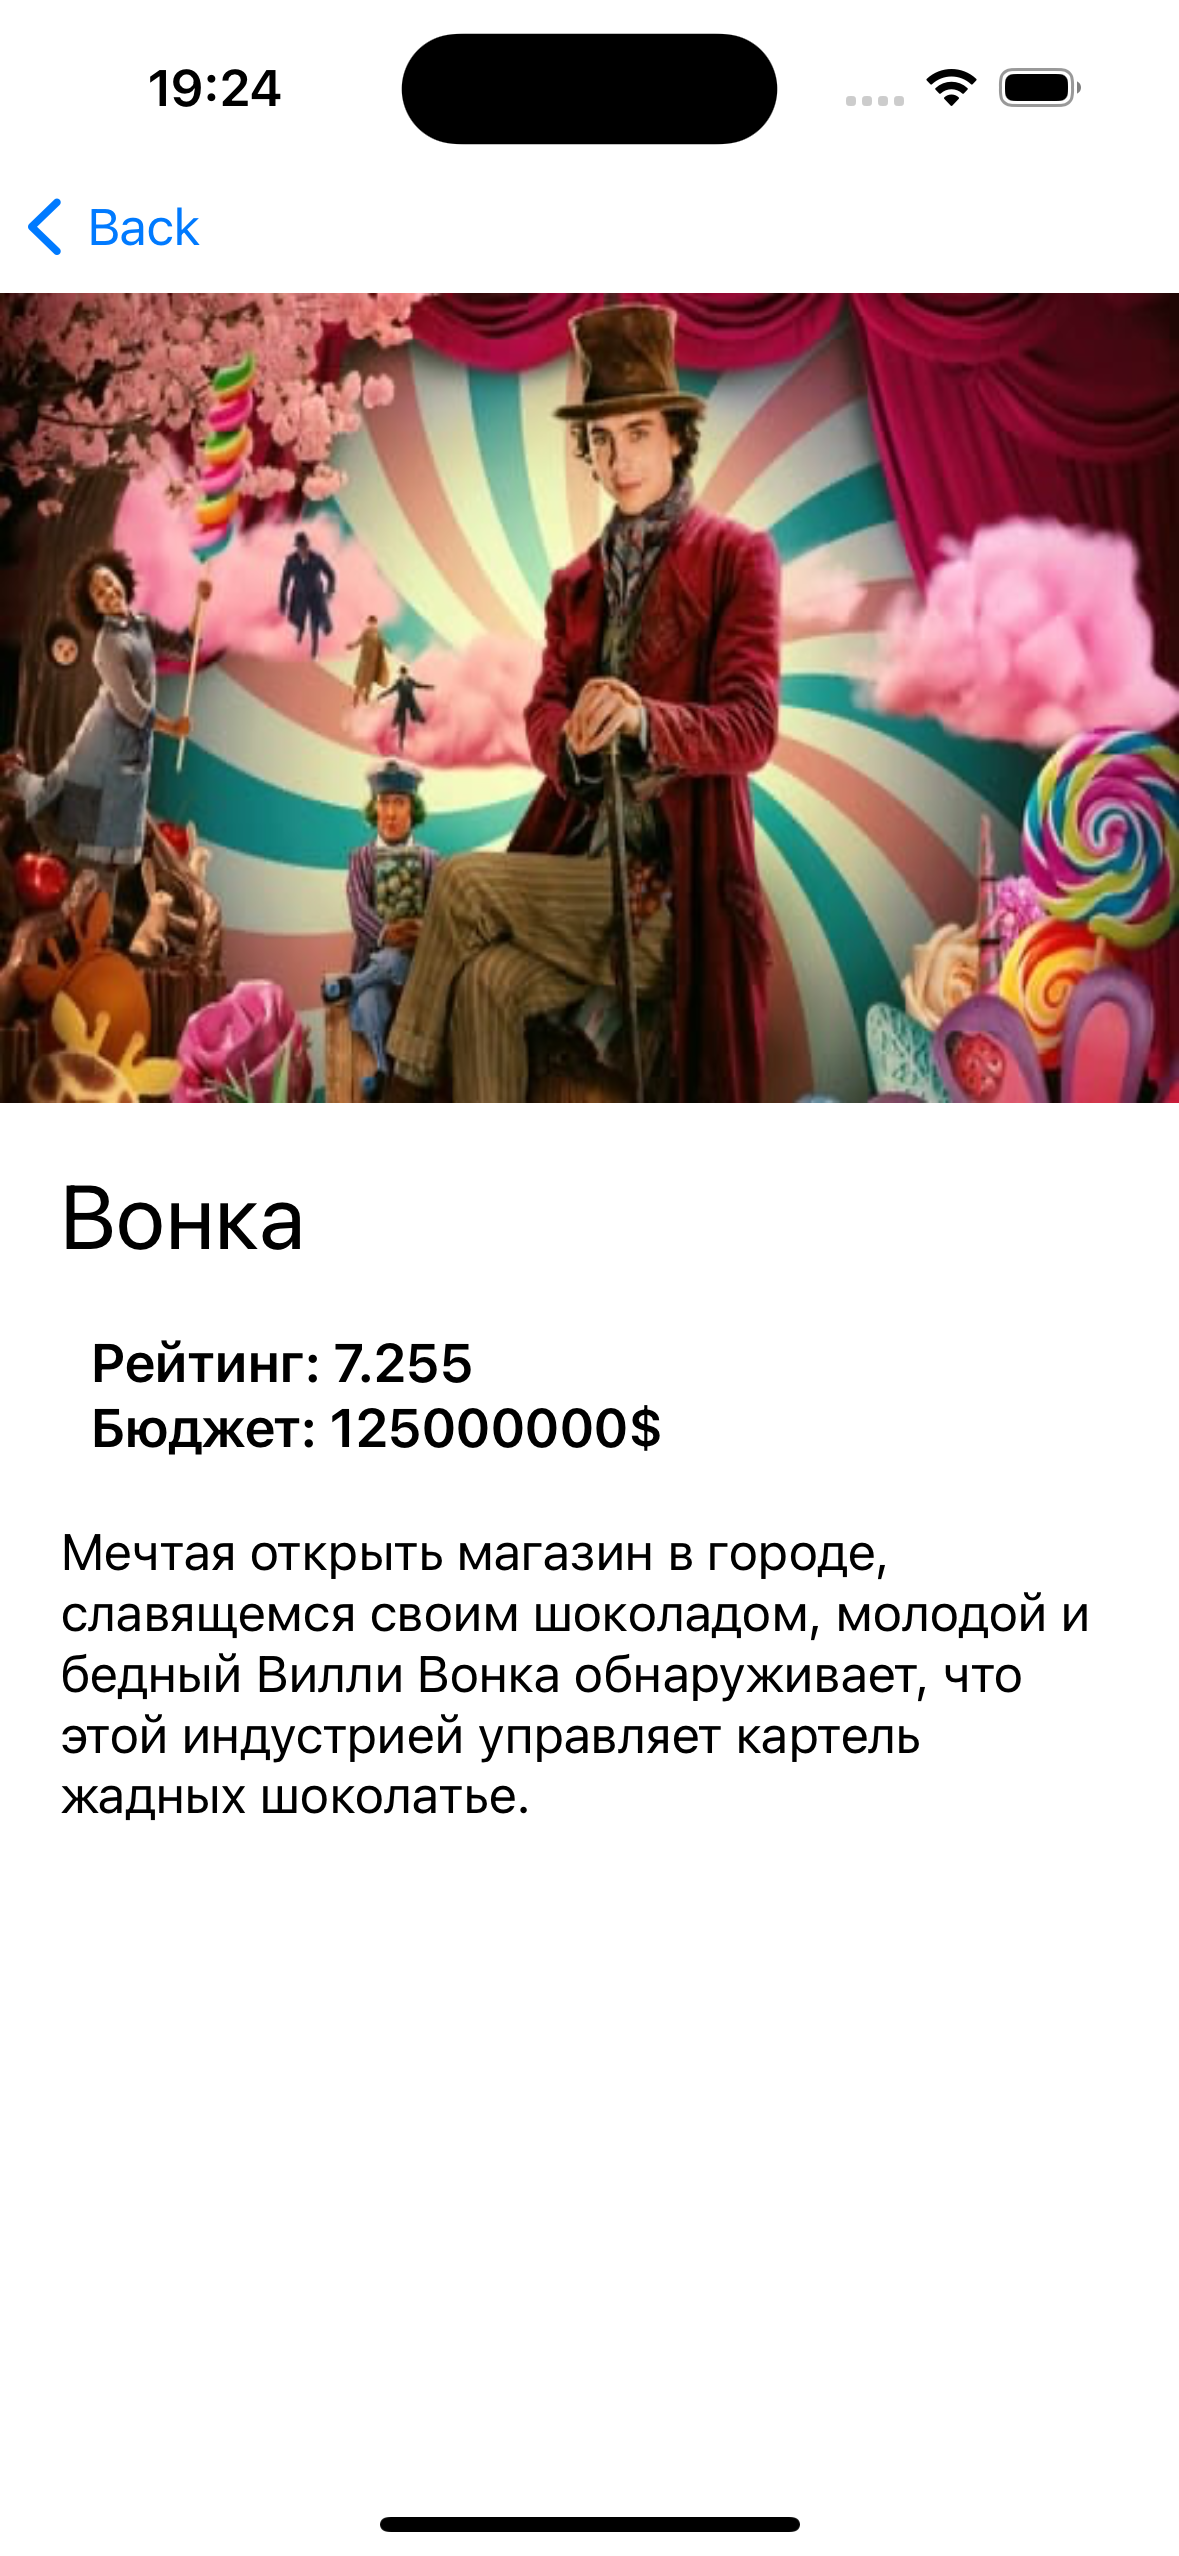 19:24
Back
Вонка
Рейтинг: 7.255
Бюджет: 125000000$
Мечтая открыть магазин в городе,
славящемся своим шоколадом, молодой и
бедный Вилли Вонка обнаруживает, что
этой индустрией управляет картель
жадных шоколатье.